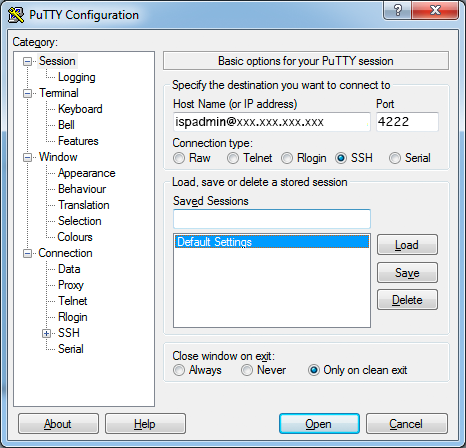 PuTTY Configuration
?
Category:
Session
Logging
Terminal
Keyboard
Bell
Features
Window
Appearance
Behaviour
Translation
Selection
Colours
Connection
Data
Proxy
Telnet
Rlogin
SSH
Serial
Basic options for your PuTTY session
Specify the destination you want to connect to
Host Name (or IP address) Port
ispadmin@xxx.xxx.xxx.xxx 4222
Connection type:
Raw Telnet Rlogin SSH Serial
Load, save or delete a stored session
Saved Sessions
Default Settings
Load
Save
Delete
Close window on exit:
Always Never Only on clean exit
About Help Open Cancel